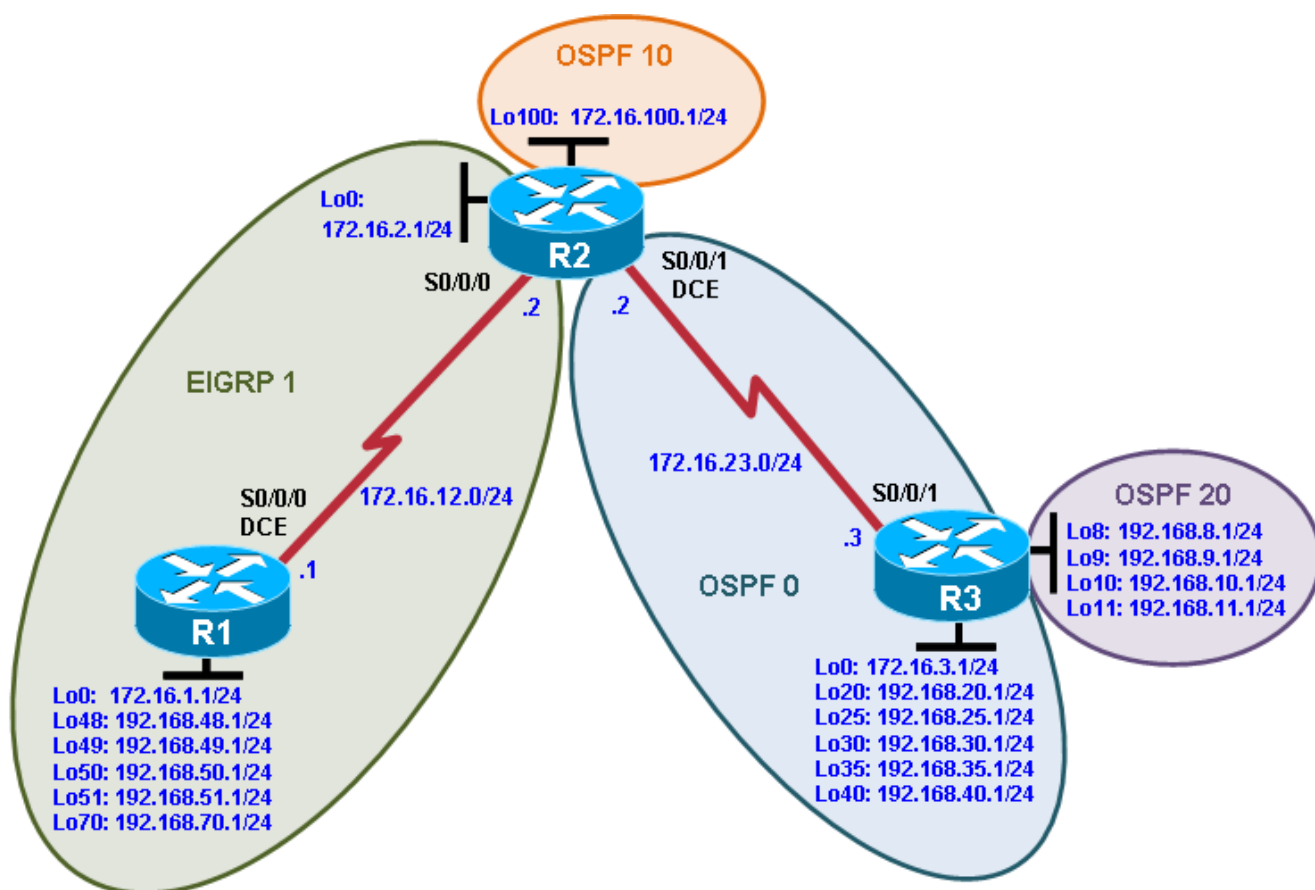 OSPF 10
Lo100: 172.16.100.1/24
Lo0:
172.16.2.1/24
R2
S0/0/0
S0/0/1
DCE
.2
.2
EIGRP 1
172.16.23.0/24
172.16.12.0/24
S0/0/0
DCE
.1
R1
Lo0: 172.16.1.1/24
Lo48: 192.168.48.1/24
Lo49: 192.168.49.1/24
Lo50: 192.168.50.1/24
Lo51: 192.168.51.1/24
Lo70: 192.168.70.1/24
S0/0/1
.3
OSPF 0
R3
OSPF 20
Lo8: 192.168.8.1/24
Lo9: 192.168.9.1/24
Lo10: 192.168.10.1/24
Lo11: 192.168.11.1/24
Lo0: 172.16.3.1/24
Lo20: 192.168.20.1/24
Lo25: 192.168.25.1/24
Lo30: 192.168.30.1/24
Lo35: 192.168.35.1/24
Lo40: 192.168.40.1/24